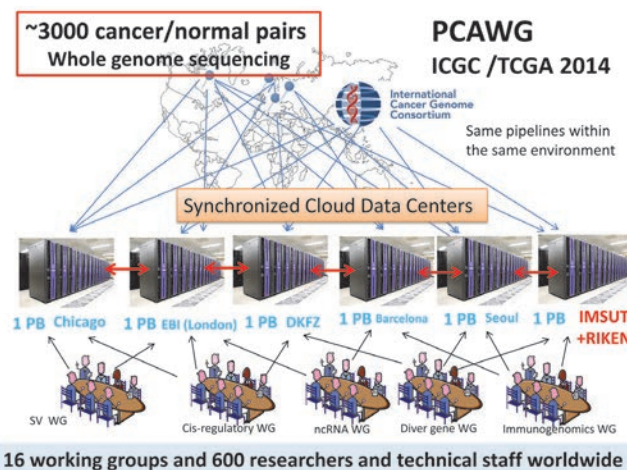 ~3000 cancer/normal pairs
Whole genome sequencing
PCAWG
ICGC /TCGA 2014
International
Cancer Genome
Consortium
Same pipelines within
the same environment
Synchronized Cloud Data Centers
1 PB Chicago
1 PB EBI (London)
1 PB DKFZ
1 PB Barcelona
1 PB Seoul
1 PB IMSUT
+RIKEN
SV WG
Cis-regulatory WG
ncRNA WG
Diver gene WG
Immunogenomics WG
16 working groups and 600 researchers and technical staff worldwide